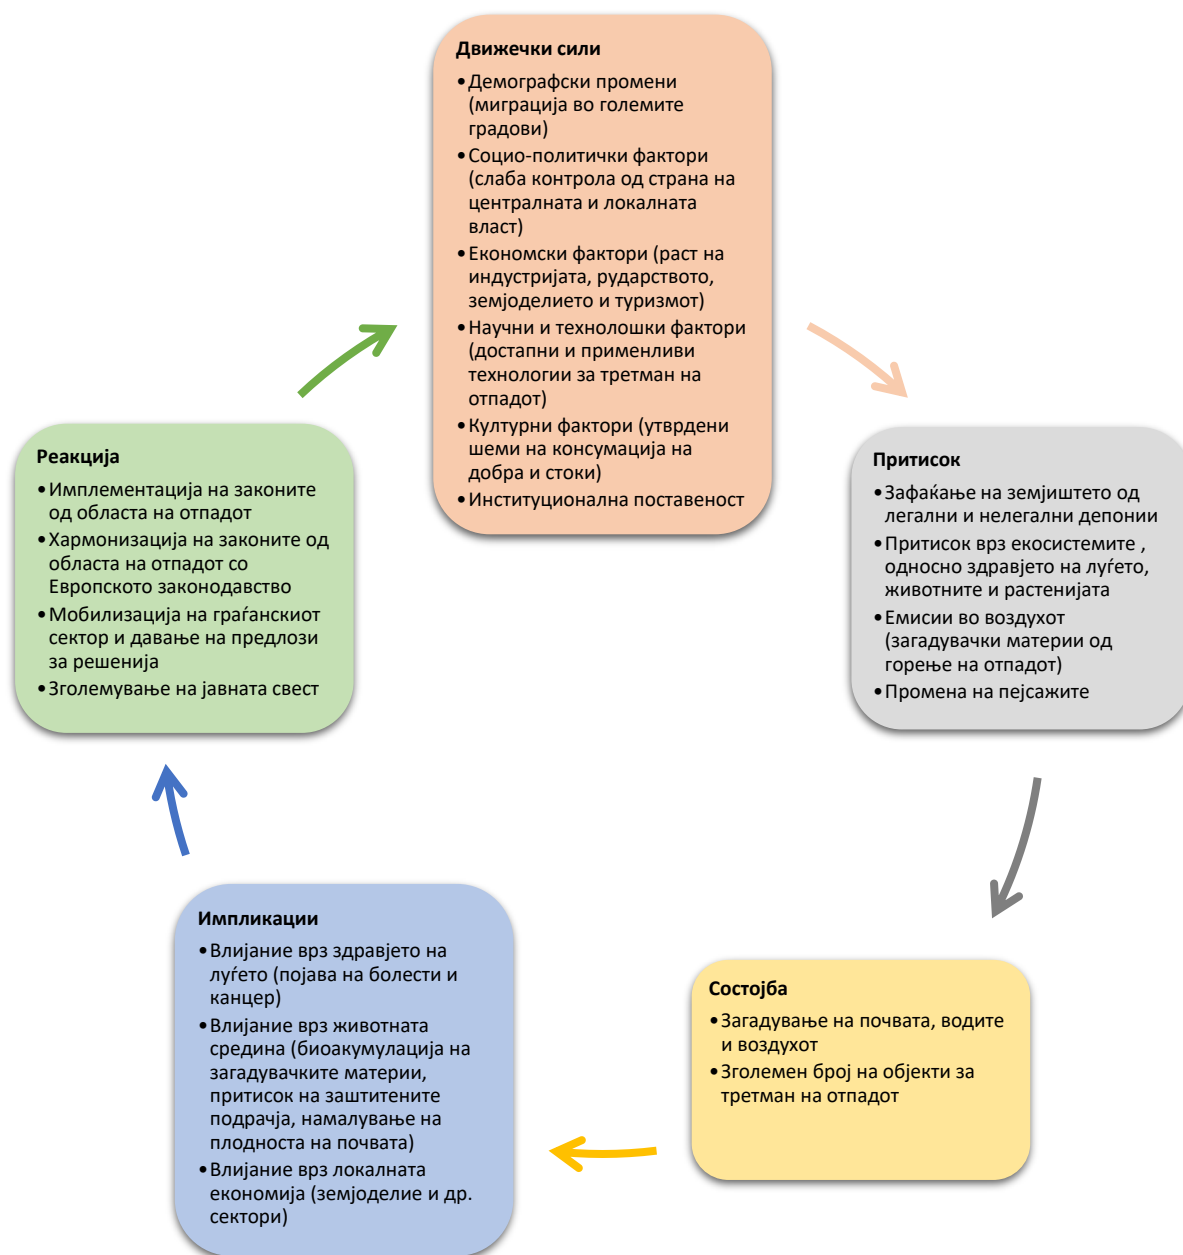 Движечки сили
•Демографски промени
(миграција во големите
градови)
•Социо-политички фактори
(слаба контрола од страна на
централната и локалната
власт)
•Економски фактори (раст на
индустријата, рударството,
земјоделието и туризмот)
•Научни и технолошки фактори
(достапни и применливи
технологии за третман на
отпадот)
•Културни фактори (утврдени
шеми на консумација на
добра и стоки)
•Институционална поставеност
Притисок
•Зафаќање на земјиштето од
легални и нелегални депонии
•Притисок врз екосистемите ,
односно здравјето на луѓето,
животните и растенијата
•Емисии во воздухот
(загадувачки материи од
горење на отпадот)
•Промена на пејсажите
Состојба
•Загадување на почвата, водите
и воздухот
•Зголемен број на објекти за
третман на отпадот
Импликации
•Влијание врз здравјето на
луѓето (појава на болести и
канцер)
•Влијание врз животната
средина (биоакумулација на
загадувачките материи,
притисок на заштитените
подрачја, намалување на
плодноста на почвата)
•Влијание врз локалната
економија (земјоделие и др.
сектори)
Реакција
•Имплементација на законите
од областа на отпадот
•Хармонизација на законите од
областа на отпадот со
Европското законодавство
•Мобилизација на граѓанскиот
сектор и давање на предлози
за решенија
•Зголемување на јавната свест